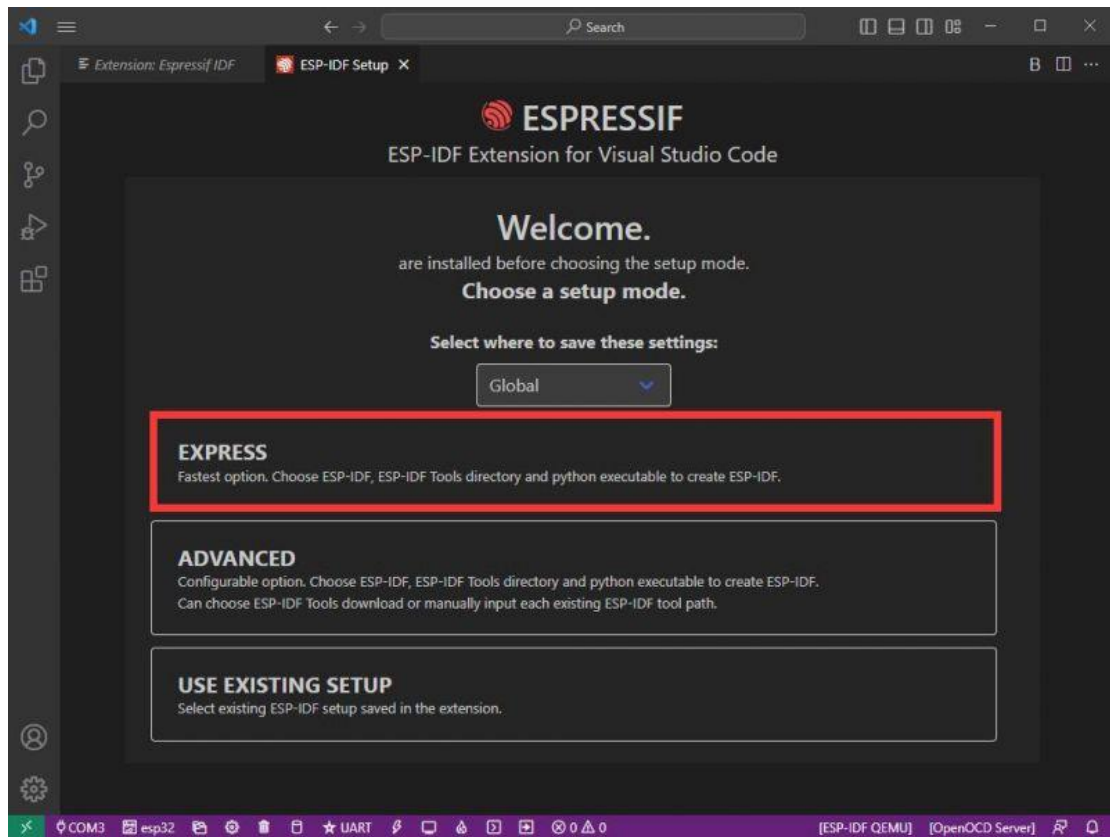 Search
Extension: Espressif IDF
ESP-IDF Setup
B
ESPRESSIF
ESP-IDF Extension for Visual Studio Code
Welcome.
are installed before choosing the setup mode.
Choose a setup mode.
Select where to save these settings:
Global
EXPRESS
Fastest option. Choose ESP-IDF, ESP-IDF Tools directory and python executable to create ESP-IDF.
ADVANCED
Configurable option. Choose ESP-IDF, ESP-IDF Tools directory and python executable to create ESP-IDF.
Can choose ESP-IDF Tools download or manually input each existing ESP-IDF tool path.
USE EXISTING SETUP
Select existing ESP-IDF setup saved in the extension.
COM3 esp32 UART 0 0 [ESP-IDF QEMU] [OpenOCD Server]